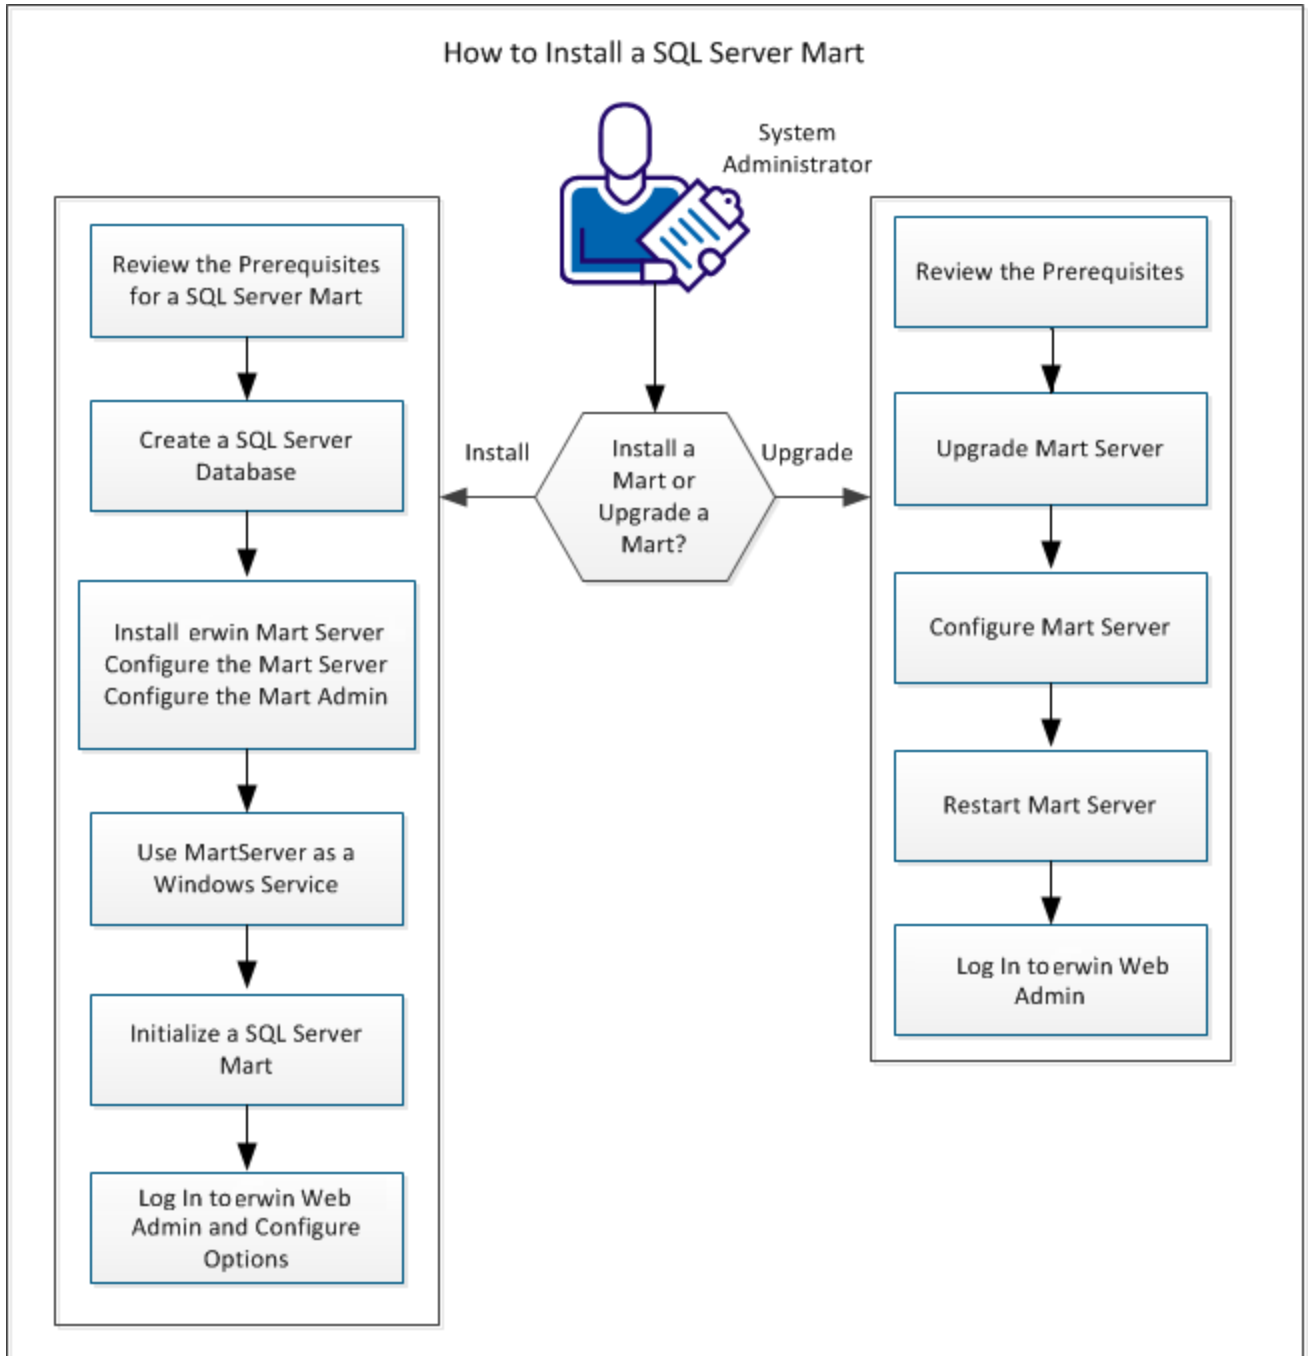 How to Install a SQL Server Mart
System
Administrator
Review the Prerequisites
for a SQL Server Mart
Create a SQL Server
Database
Install erwin Mart Server
Configure the Mart Server
Configure the Mart Admin
Use MartServer as a
Windows Service
Initialize a SQL Server
Mart
Log In to erwin Web
Admin and Configure
Options
Install
Install a
Mart or
Upgrade a
Mart?
Upgrade
Review the Prerequisites
Upgrade Mart Server
Configure Mart Server
Restart Mart Server
Log In to erwin Web
Admin